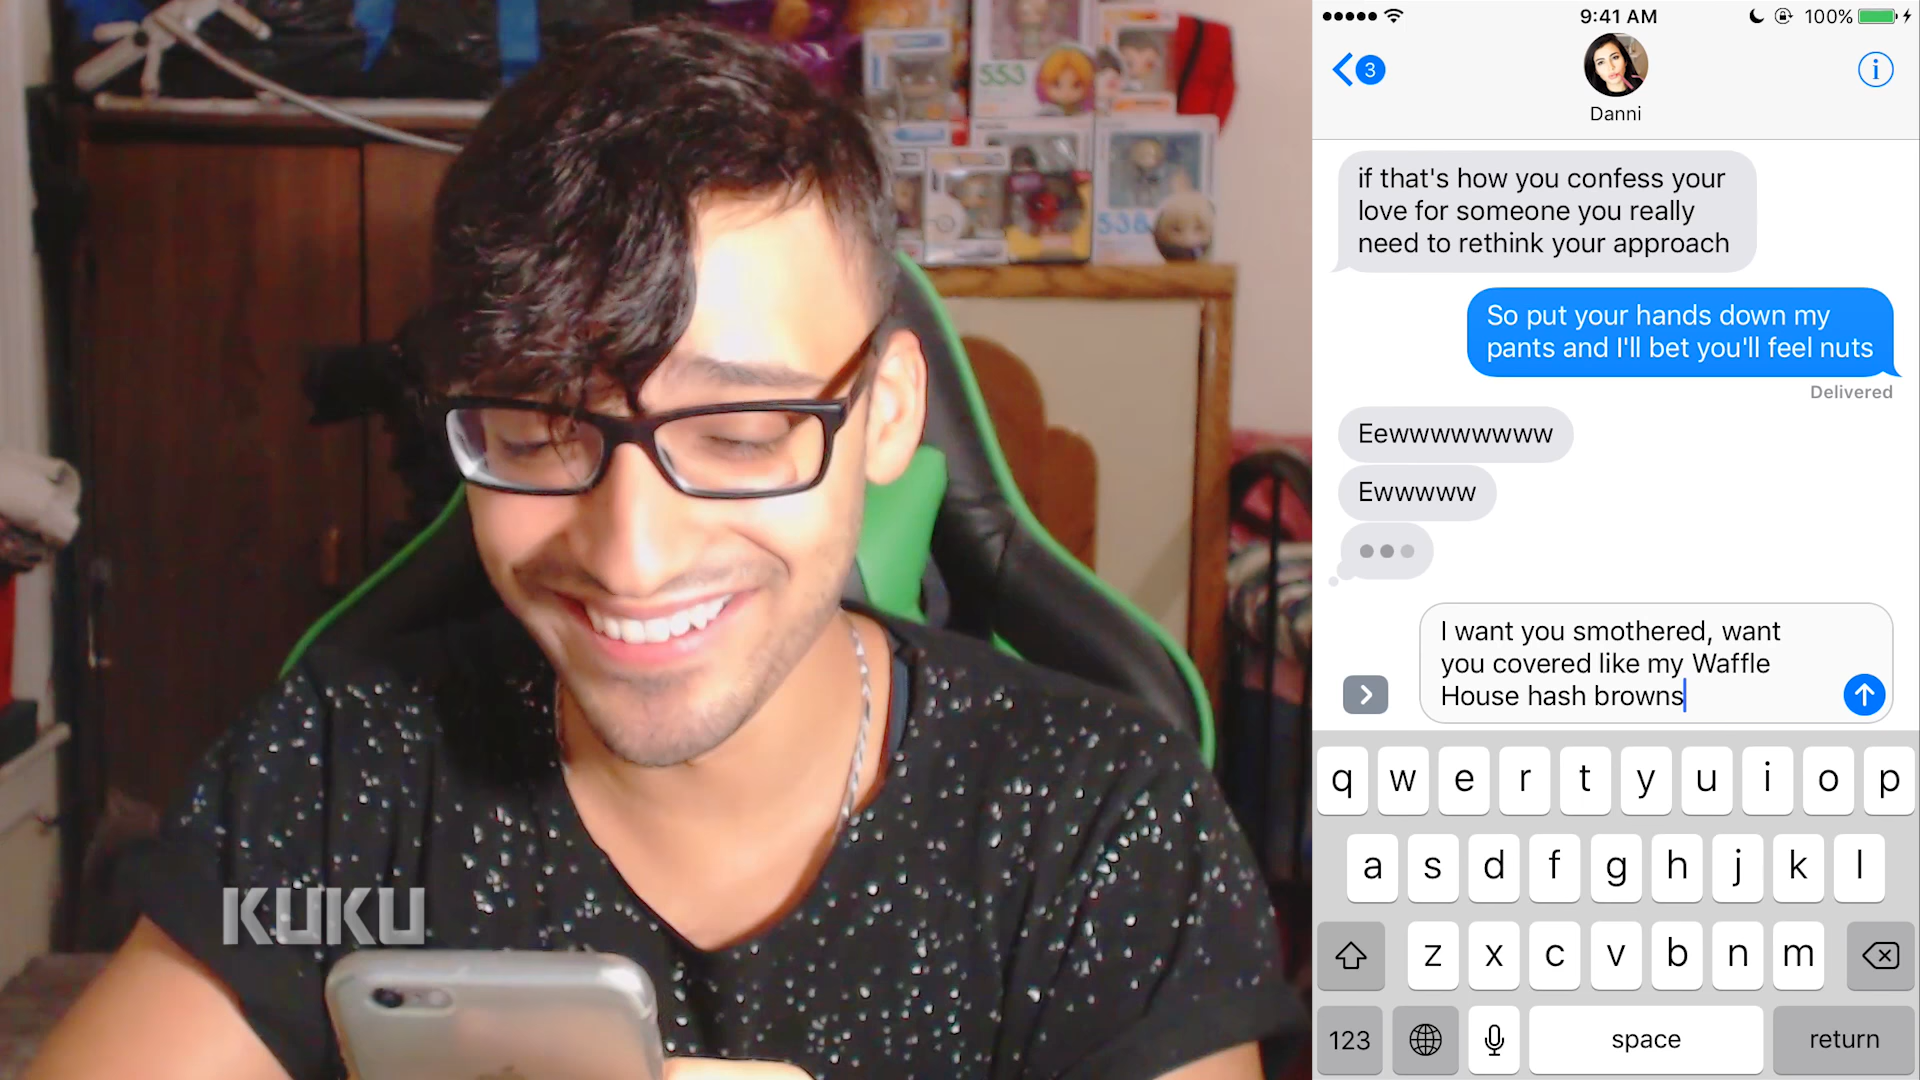 553
538
KUKU
9:41 AM
100%
3
Danni
if that's how you confess your
love for someone you really
need to rethink your approach
So put your hands down my
pants and I'll bet you'll feel nuts
Delivered
Eewwwwwwww
Ewwwww
I want you smothered, want
you covered like my Waffle
House hash browns
q w e r t y u i o p
a s d f g h j k l
z x c v b n m
123 space return